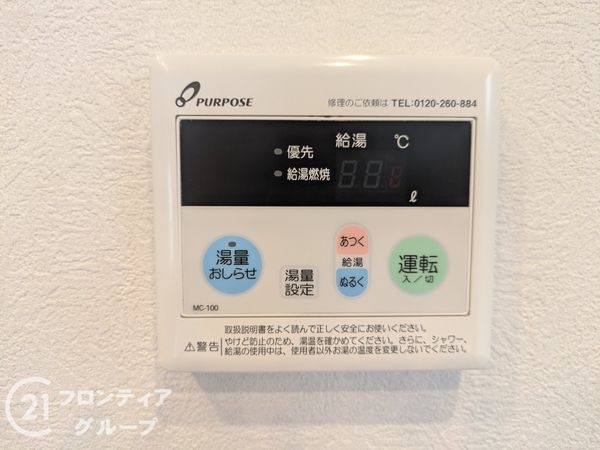 PURPOSE
修理のご依頼は TEL:0120-260-884
給湯 ℃
優先
給湯燃焼
ℓ
湯量
おしらせ
湯量
設定
あつく
給湯
ぬるく
運転
入/切
MC-100
取扱説明書をよく読んで正しく安全にお使いください。
⚠警告 やけど防止のため、湯温を確かめてください。さらに、シャワー、
給湯の使用中は、使用者以外お湯の温度を変更しないでください。
C21 フロンティア
グループ